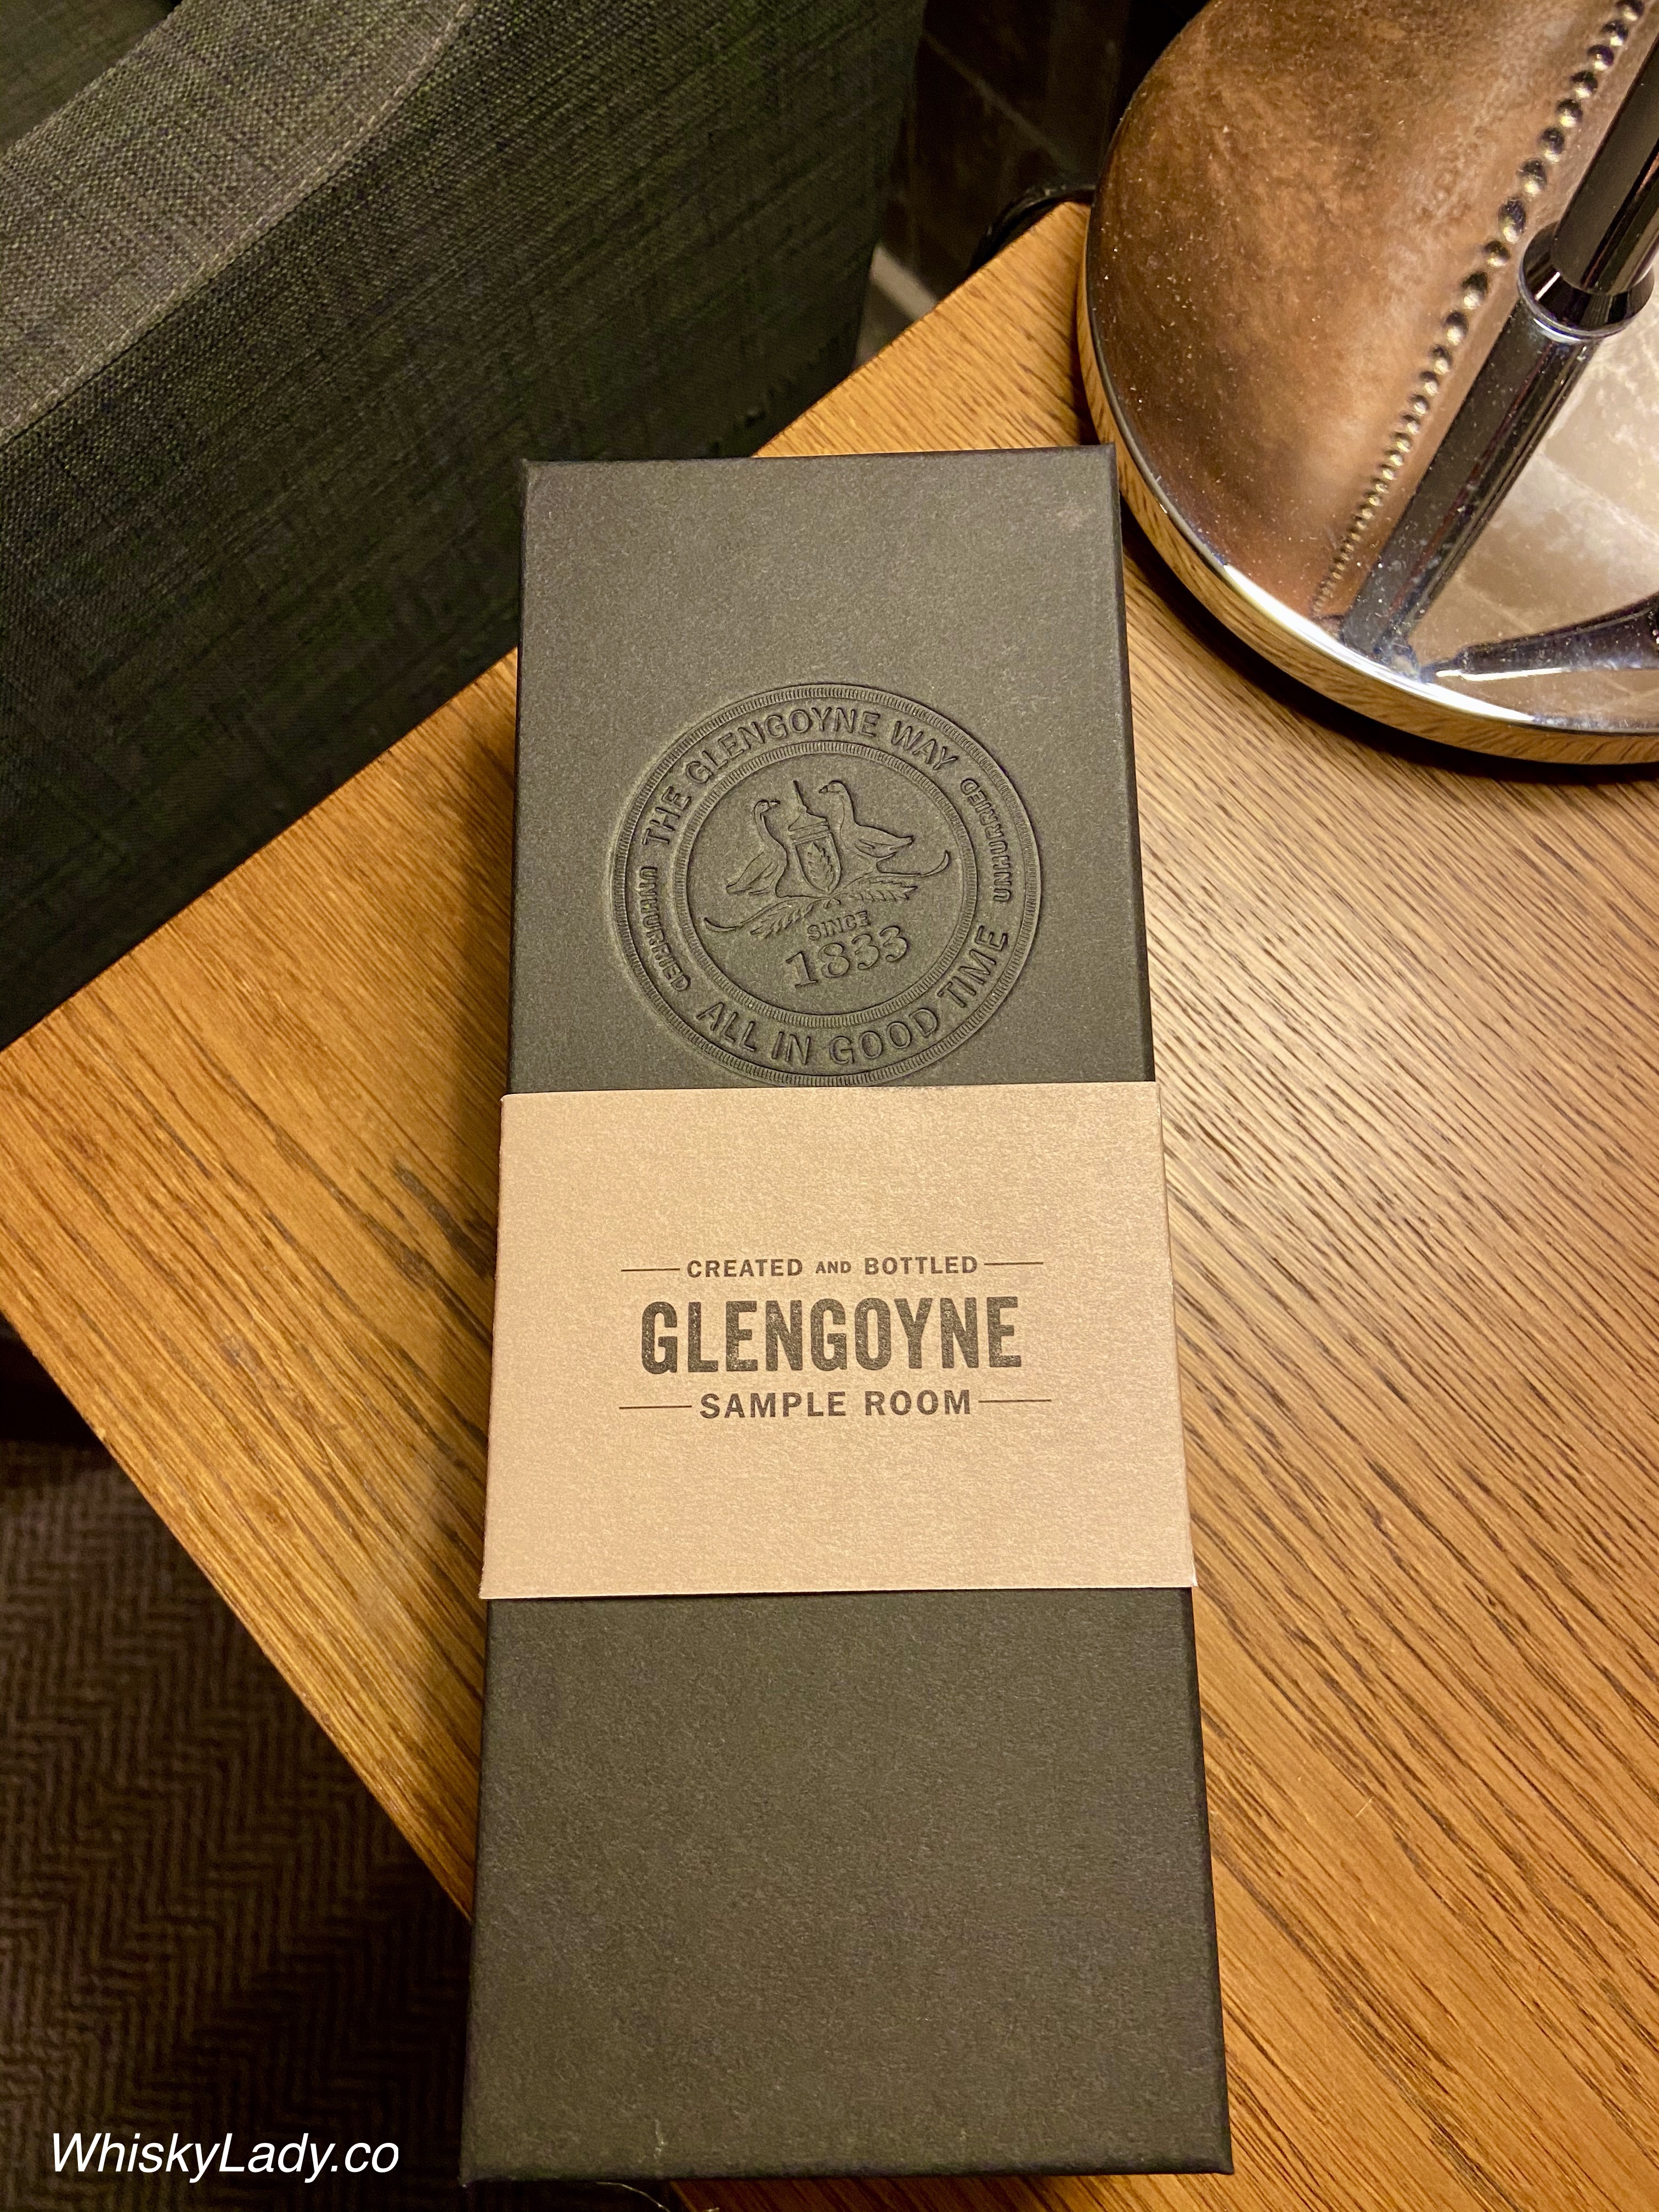 THE GLENGOYNE WAY
UNHURRIED
UNHURRIED
SINCE
1833
ALL IN GOOD TIME
CREATED AND BOTTLED
GLENGOYNE
SAMPLE ROOM
WhiskyLady.co